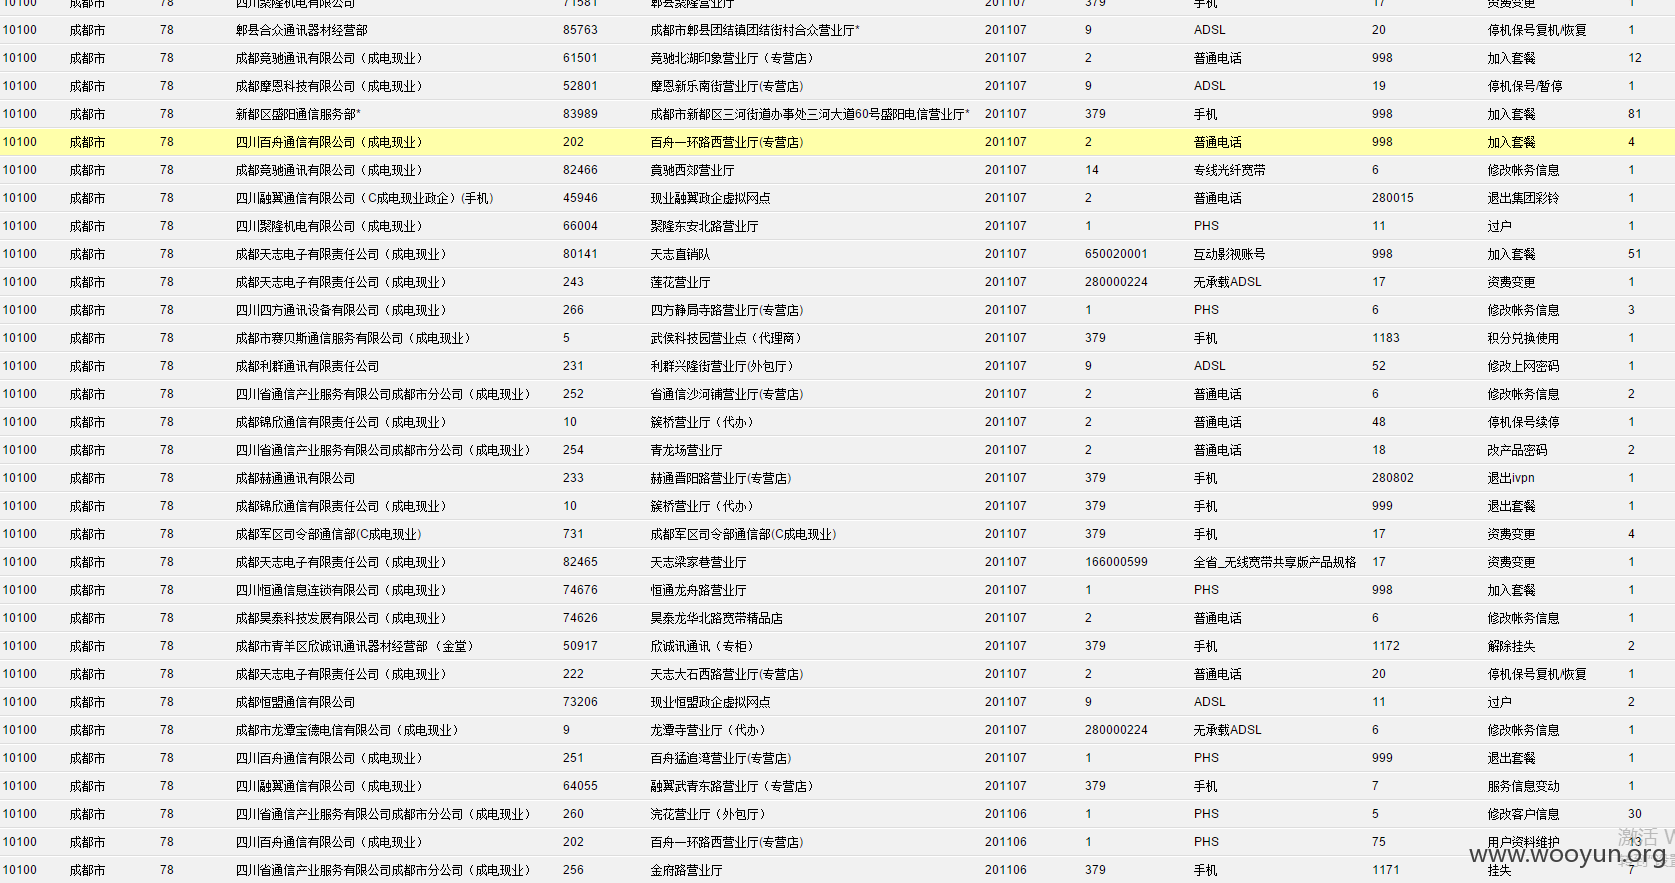 10100 成都市 78 四川聚隆机电有限公司 71581 郫县聚隆营业厅 201107 379 手机 17 资费变更 1
10100 成都市 78 郫县合众通讯器材经营部 85763 成都市郫县团结镇团结街村合众营业厅* 201107 9 ADSL 20 停机保号复机/恢复 1
10100 成都市 78 成都竟驰通讯有限公司（成电现业） 61501 竟驰北湖印象营业厅（专营店） 201107 2 普通电话 998 加入套餐 12
10100 成都市 78 成都摩恩科技有限公司（成电现业） 52801 摩恩新乐南街营业厅(专营店) 201107 9 ADSL 19 停机保号/暂停 1
10100 成都市 78 新都区盛阳通信服务部* 83989 成都市新都区三河街道办事处三河大道60号盛阳电信营业厅* 201107 379 手机 998 加入套餐 81
10100 成都市 78 四川百舟通信有限公司（成电现业） 202 百舟一环路西营业厅(专营店) 201107 2 普通电话 998 加入套餐 4
10100 成都市 78 成都竟驰通讯有限公司（成电现业） 82466 竟驰西郊营业厅 201107 14 专线光纤宽带 6 修改帐务信息 1
10100 成都市 78 四川融翼通信有限公司（C成电现业政企）(手机) 45946 现业融翼政企虚拟网点 201107 2 普通电话 280015 退出集团彩铃 1
10100 成都市 78 四川聚隆机电有限公司（成电现业） 66004 聚隆东安北路营业厅 201107 1 PHS 11 过户 1
10100 成都市 78 成都天志电子有限责任公司（成电现业） 80141 天志直销队 201107 650020001 互动影视账号 998 加入套餐 51
10100 成都市 78 成都天志电子有限责任公司（成电现业） 243 莲花营业厅 201107 280000224 无承载ADSL 17 资费变更 1
10100 成都市 78 四川四方通讯设备有限公司（成电现业） 266 四方静局寺路营业厅(专营店) 201107 1 PHS 6 修改帐务信息 3
10100 成都市 78 成都市赛贝斯通信服务有限公司（成电现业） 5 武侯科技园营业点（代理商） 201107 379 手机 1183 积分兑换使用 1
10100 成都市 78 成都利群通讯有限责任公司 231 利群兴隆街营业厅(外包厅) 201107 9 ADSL 52 修改上网密码 1
10100 成都市 78 四川省通信产业服务有限公司成都市分公司（成电现业） 252 省通信沙河铺营业厅(专营店) 201107 2 普通电话 6 修改帐务信息 2
10100 成都市 78 成都锦欣通信有限责任公司（成电现业） 10 簇桥营业厅（代办） 201107 2 普通电话 48 停机保号续停 1
10100 成都市 78 四川省通信产业服务有限公司成都市分公司（成电现业） 254 青龙场营业厅 201107 2 普通电话 18 改产品密码 2
10100 成都市 78 成都赫通通讯有限公司 233 赫通晋阳路营业厅(专营店) 201107 379 手机 280802 退出ivpn 1
10100 成都市 78 成都锦欣通信有限责任公司（成电现业） 10 簇桥营业厅（代办） 201107 379 手机 999 退出套餐 1
10100 成都市 78 成都军区司令部通信部(C成电现业) 731 成都军区司令部通信部(C成电现业) 201107 379 手机 17 资费变更 4
10100 成都市 78 成都天志电子有限责任公司（成电现业） 82465 天志梁家巷营业厅 201107 166000599 全省_无线宽带共享版产品规格 17 资费变更 1
10100 成都市 78 四川恒通信息连锁有限公司（成电现业） 74676 恒通龙舟路营业厅 201107 1 PHS 998 加入套餐 1
10100 成都市 78 成都昊泰科技发展有限公司（成电现业） 74626 昊泰龙华北路宽带精品店 201107 2 普通电话 6 修改帐务信息 1
10100 成都市 78 成都市青羊区欣诚讯通讯器材经营部 （金堂） 50917 欣诚讯通讯（专柜） 201107 379 手机 1172 解除挂失 2
10100 成都市 78 成都天志电子有限责任公司（成电现业） 222 天志大石西路营业厅(专营店) 201107 2 普通电话 20 停机保号复机/恢复 1
10100 成都市 78 成都恒盟通信有限公司 73206 现业恒盟政企虚拟网点 201107 9 ADSL 11 过户 2
10100 成都市 78 成都市龙潭宝德电信有限公司（成电现业） 9 龙潭寺营业厅（代办） 201107 280000224 无承载ADSL 6 修改帐务信息 1
10100 成都市 78 四川百舟通信有限公司（成电现业） 251 百舟猛追湾营业厅(专营店) 201107 1 PHS 999 退出套餐 1
10100 成都市 78 四川融翼通信有限公司（成电现业） 64055 融翼武青东路营业厅（专营店） 201107 379 手机 7 服务信息变动 1
10100 成都市 78 四川省通信产业服务有限公司成都市分公司（成电现业） 260 浣花营业厅（外包厅） 201106 1 PHS 5 修改客户信息 30
10100 成都市 78 四川百舟通信有限公司（成电现业） 202 百舟一环路西营业厅(专营店) 201106 1 PHS 75 用户资料维护 13
10100 成都市 78 四川省通信产业服务有限公司成都市分公司（成电现业） 256 金府路营业厅 201106 379 手机 1171 挂失 7
激活 W
www.wooyun.org